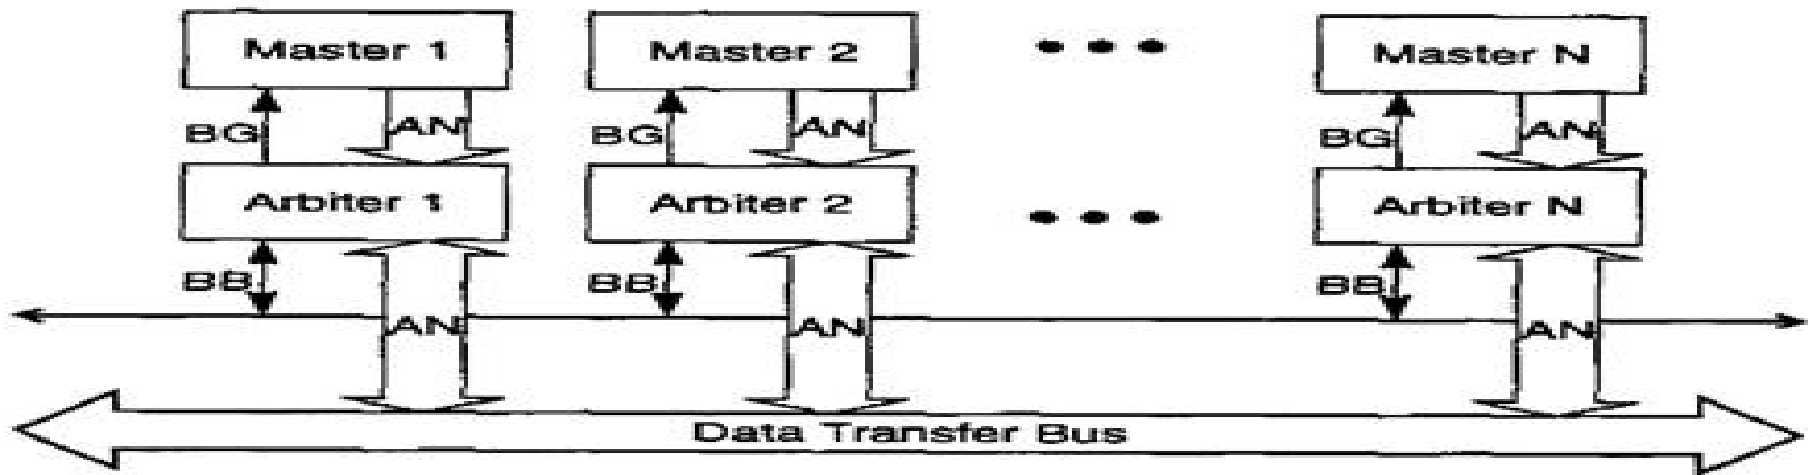 Master 1 Master 2 Master N
BG AN BG AN BG AN
Arbiter 1 Arbiter 2 Arbiter N
BB BB BB
AN AN AN
Data Transfer Bus